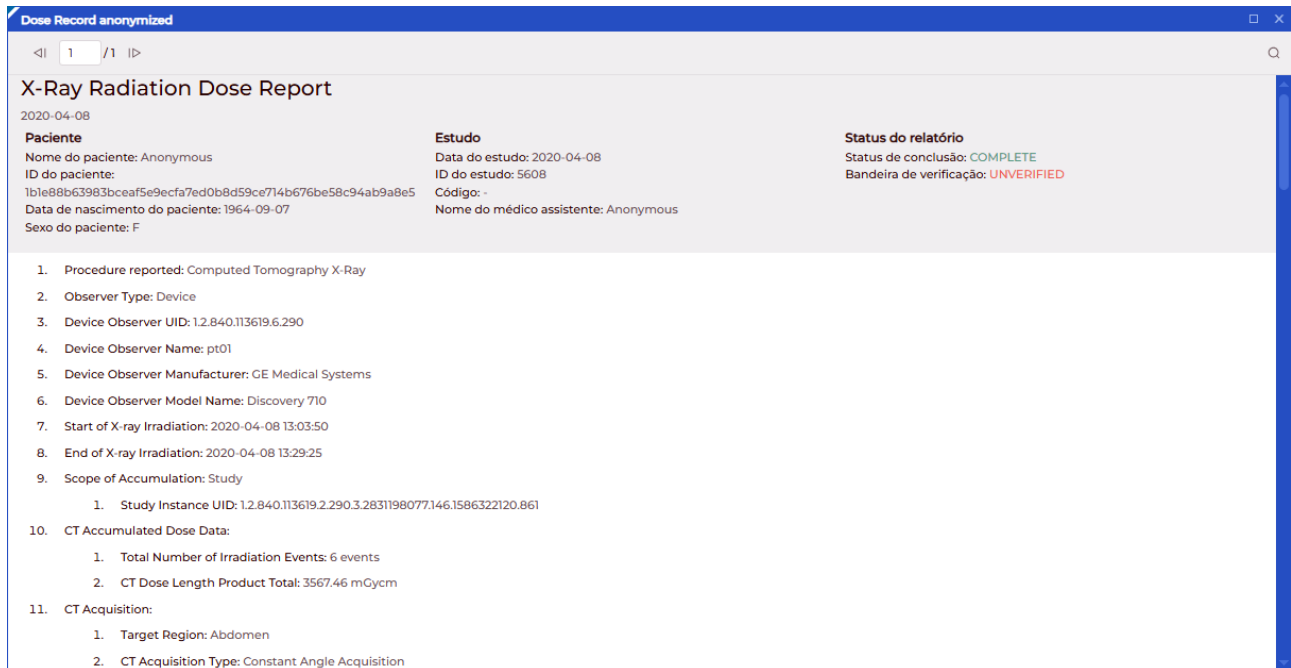 Dose Record anonymized
1 /1
X-Ray Radiation Dose Report
2020-04-08
Paciente
Nome do paciente: Anonymous
ID do paciente:
1b1e88b63983bceaf5e9ecfa7ed0b8d59ce714b676be58c94ab9a8e5
Data de nascimento do paciente: 1964-09-07
Sexo do paciente: F
Estudo
Data do estudo: 2020-04-08
ID do estudo: 5608
Código: -
Nome do médico assistente: Anonymous
Status do relatório
Status de conclusão: COMPLETE
Bandeira de verificação: UNVERIFIED
1. Procedure reported: Computed Tomography X-Ray
2. Observer Type: Device
3. Device Observer UID: 1.2.840.113619.6.290
4. Device Observer Name: pt01
5. Device Observer Manufacturer: GE Medical Systems
6. Device Observer Model Name: Discovery 710
7. Start of X-ray Irradiation: 2020-04-08 13:03:50
8. End of X-ray Irradiation: 2020-04-08 13:29:25
9. Scope of Accumulation: Study
1. Study Instance UID: 1.2.840.113619.2.290.3.2831198077.146.1586322120.861
10. CT Accumulated Dose Data:
1. Total Number of Irradiation Events: 6 events
2. CT Dose Length Product Total: 3567.46 mGycm
11. CT Acquisition:
1. Target Region: Abdomen
2. CT Acquisition Type: Constant Angle Acquisition